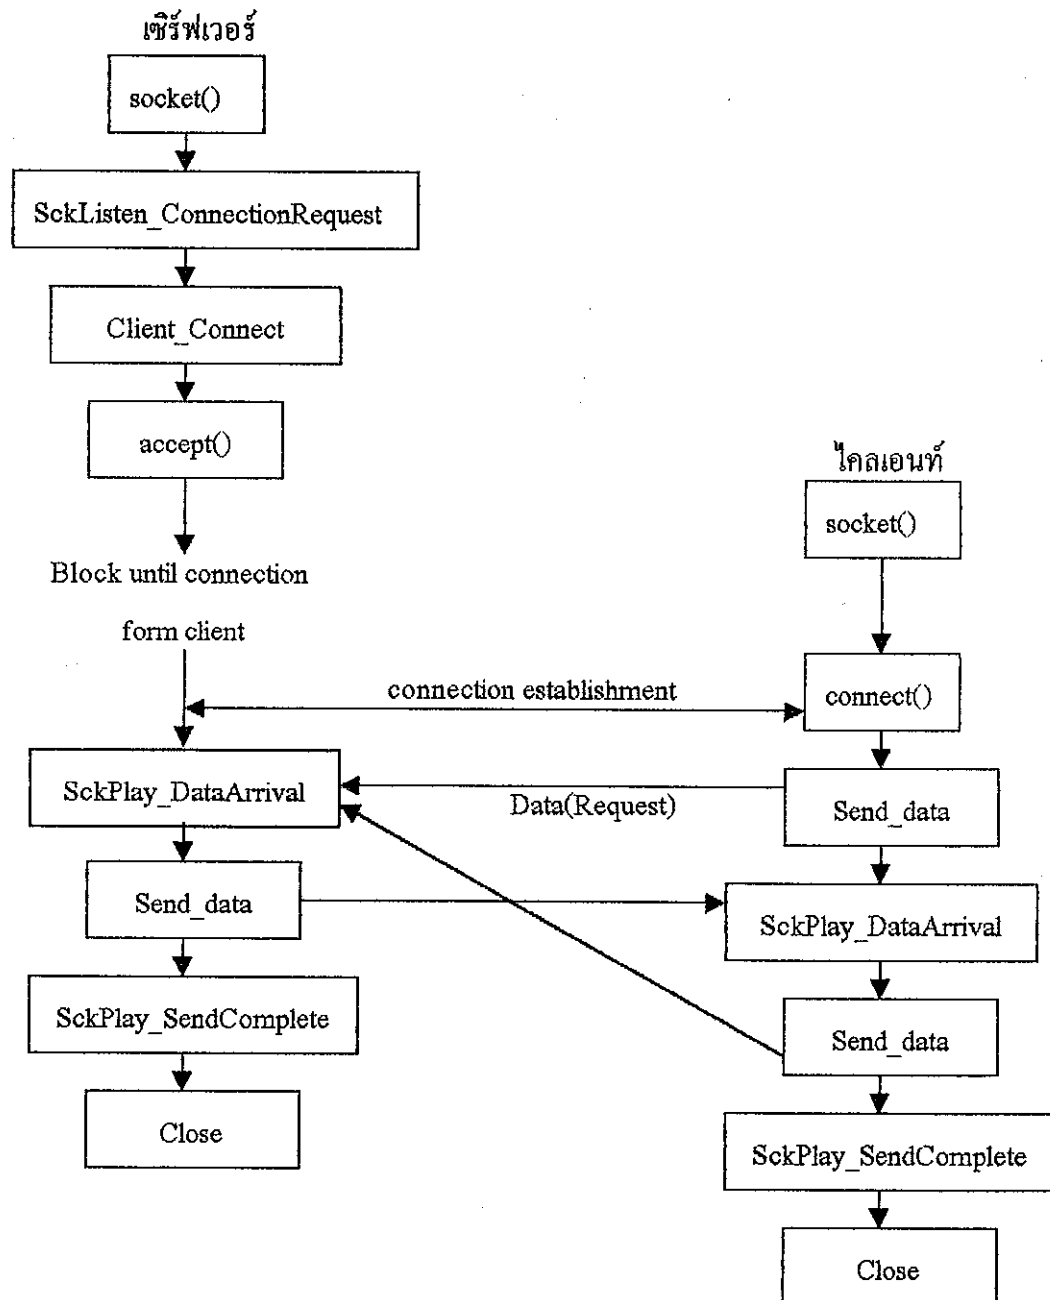 เซิร์ฟเวอร์
socket()
SckListen_ConnectionRequest
Client_Connect
accept()
Block until connection
form client
ไคลเอนท์
socket()
connection establishment
connect()
SckPlay_DataArrival
Data(Request)
Send_data
Send_data
SckPlay_DataArrival
SckPlay_SendComplete
Send_data
Close
SckPlay_SendComplete
Close